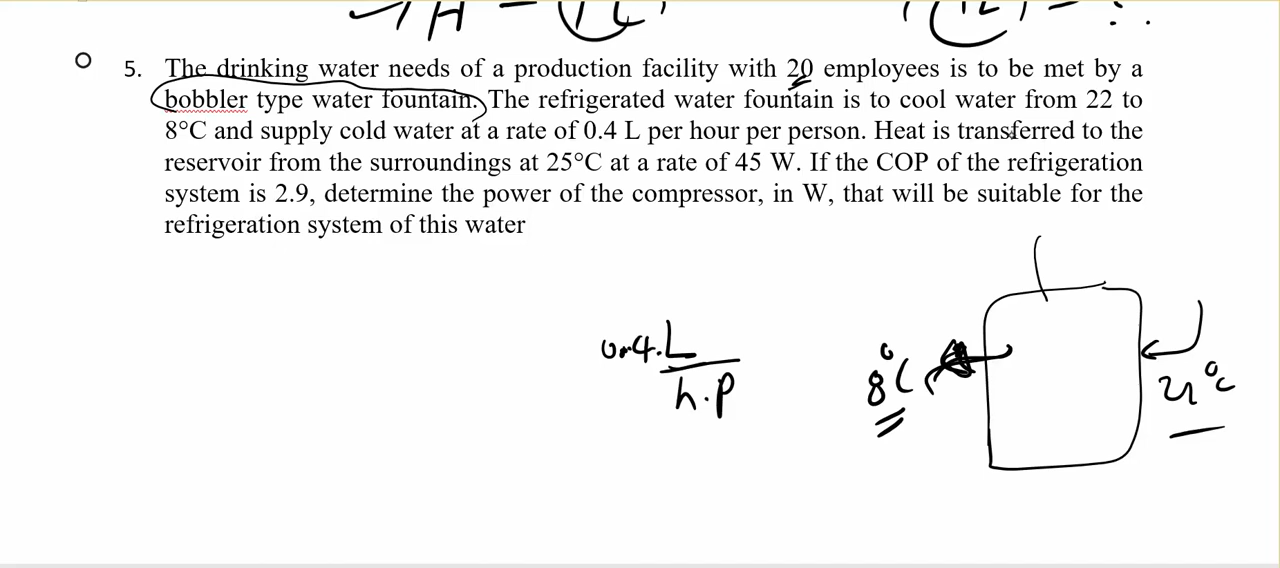 5. The drinking water needs of a production facility with 20 employees is to be met by a
bobbler type water fountain. The refrigerated water fountain is to cool water from 22 to
8°C and supply cold water at a rate of 0.4 L per hour per person. Heat is transferred to the
reservoir from the surroundings at 25°C at a rate of 45 W. If the COP of the refrigeration
system is 2.9, determine the power of the compressor, in W, that will be suitable for the
refrigeration system of this water
0.4 L
h.p
8°C